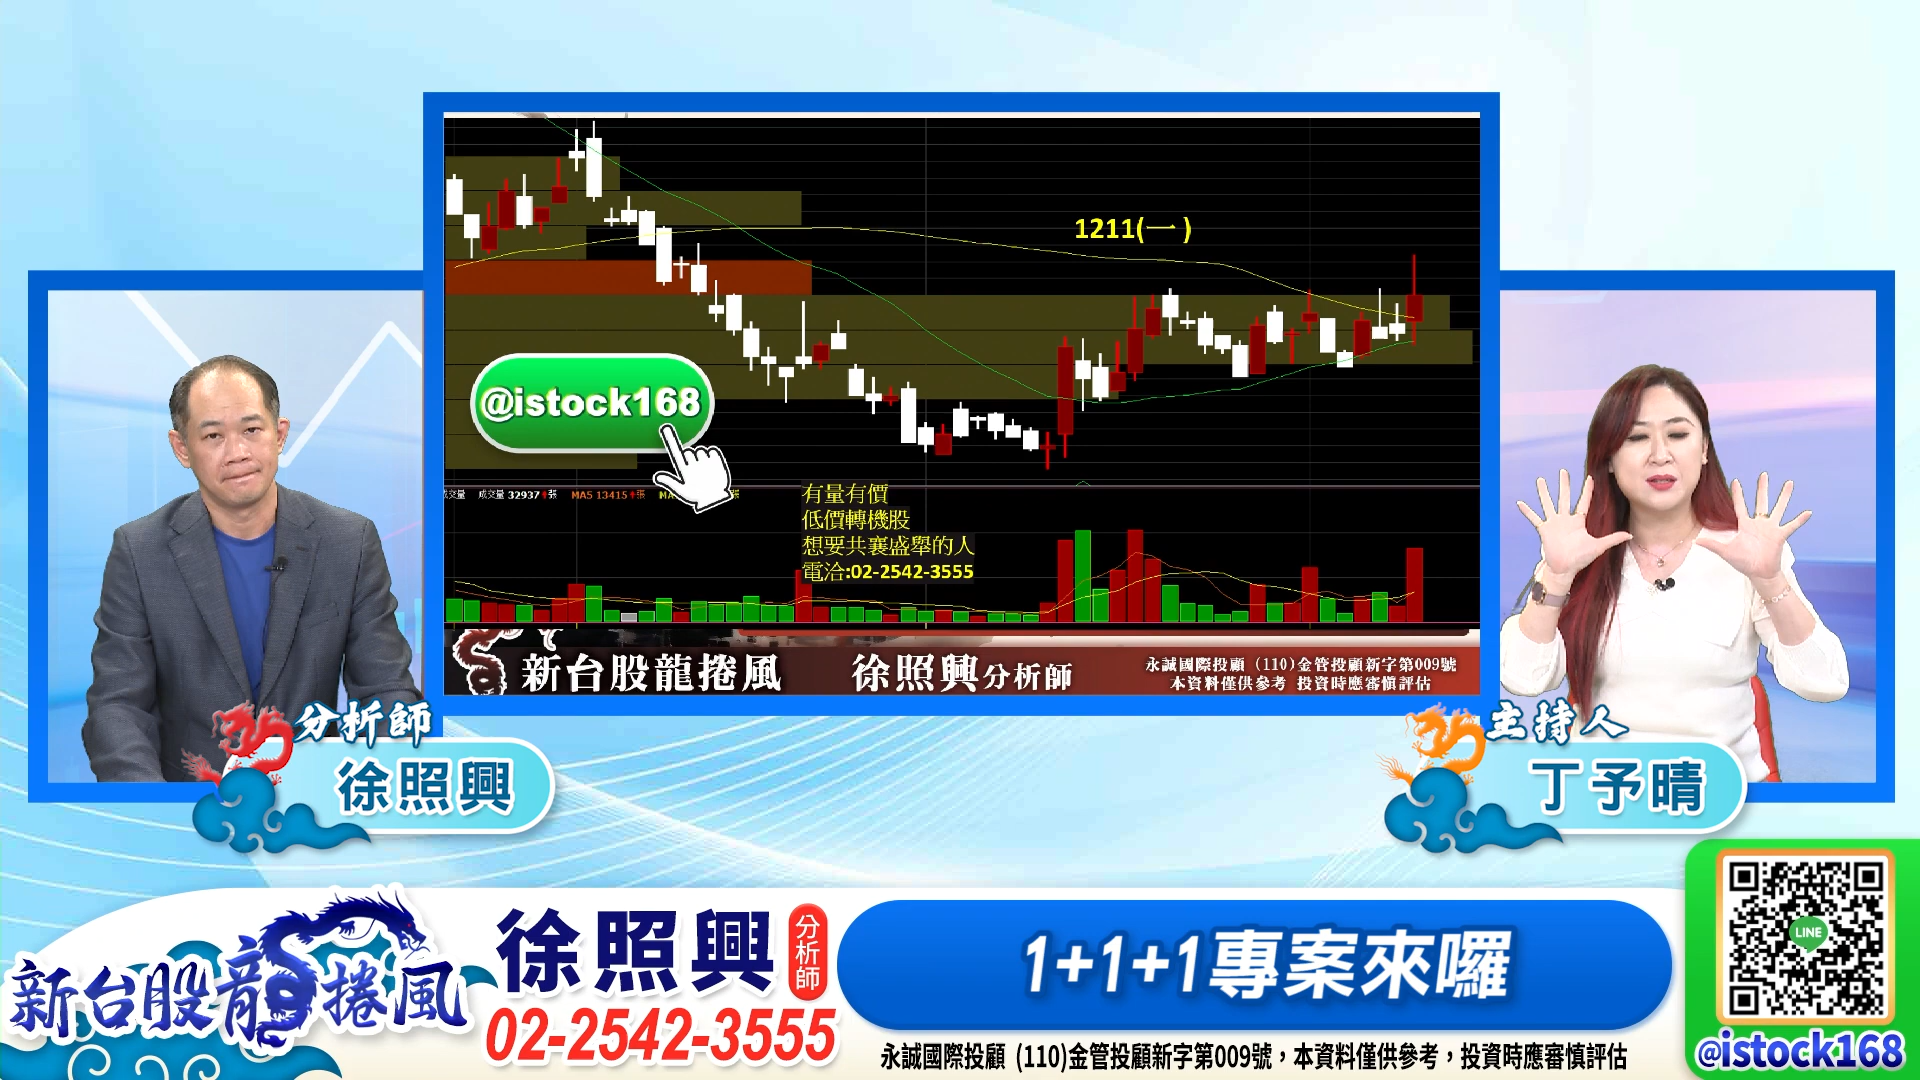 1211(一)
@istock168
成交量 成交量 32937 張 MA5 13415 張
有量有價
低價轉機股
想要共襄盛舉的人
電洽:02-2542-3555
新台股龍捲風 徐照興分析師
永誠國際投顧 (110)金管投顧新字第009號
本資料僅供參考 投資時應審慎評估
分析師
徐照興
主持人
丁予晴
新台股龍捲風
徐照興 分析師
02-2542-3555
1+1+1專案來囉
永誠國際投顧 (110)金管投顧新字第009號，本資料僅供參考，投資時應審慎評估
LINE
@istock168